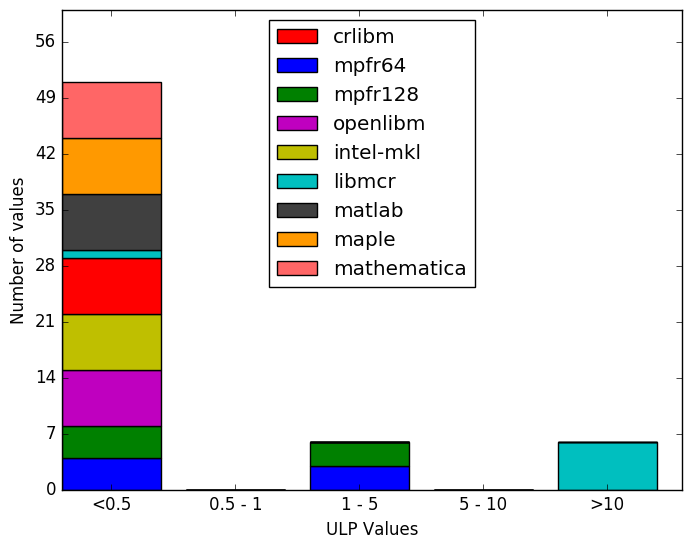 56
49
42
35
28
21
14
7
0
Number of values
crlibm
mpfr64
mpfr128
openlibm
intel-mkl
libmcr
matlab
maple
mathematica
<0.5
0.5 - 1
1 - 5
5 - 10
>10
ULP Values